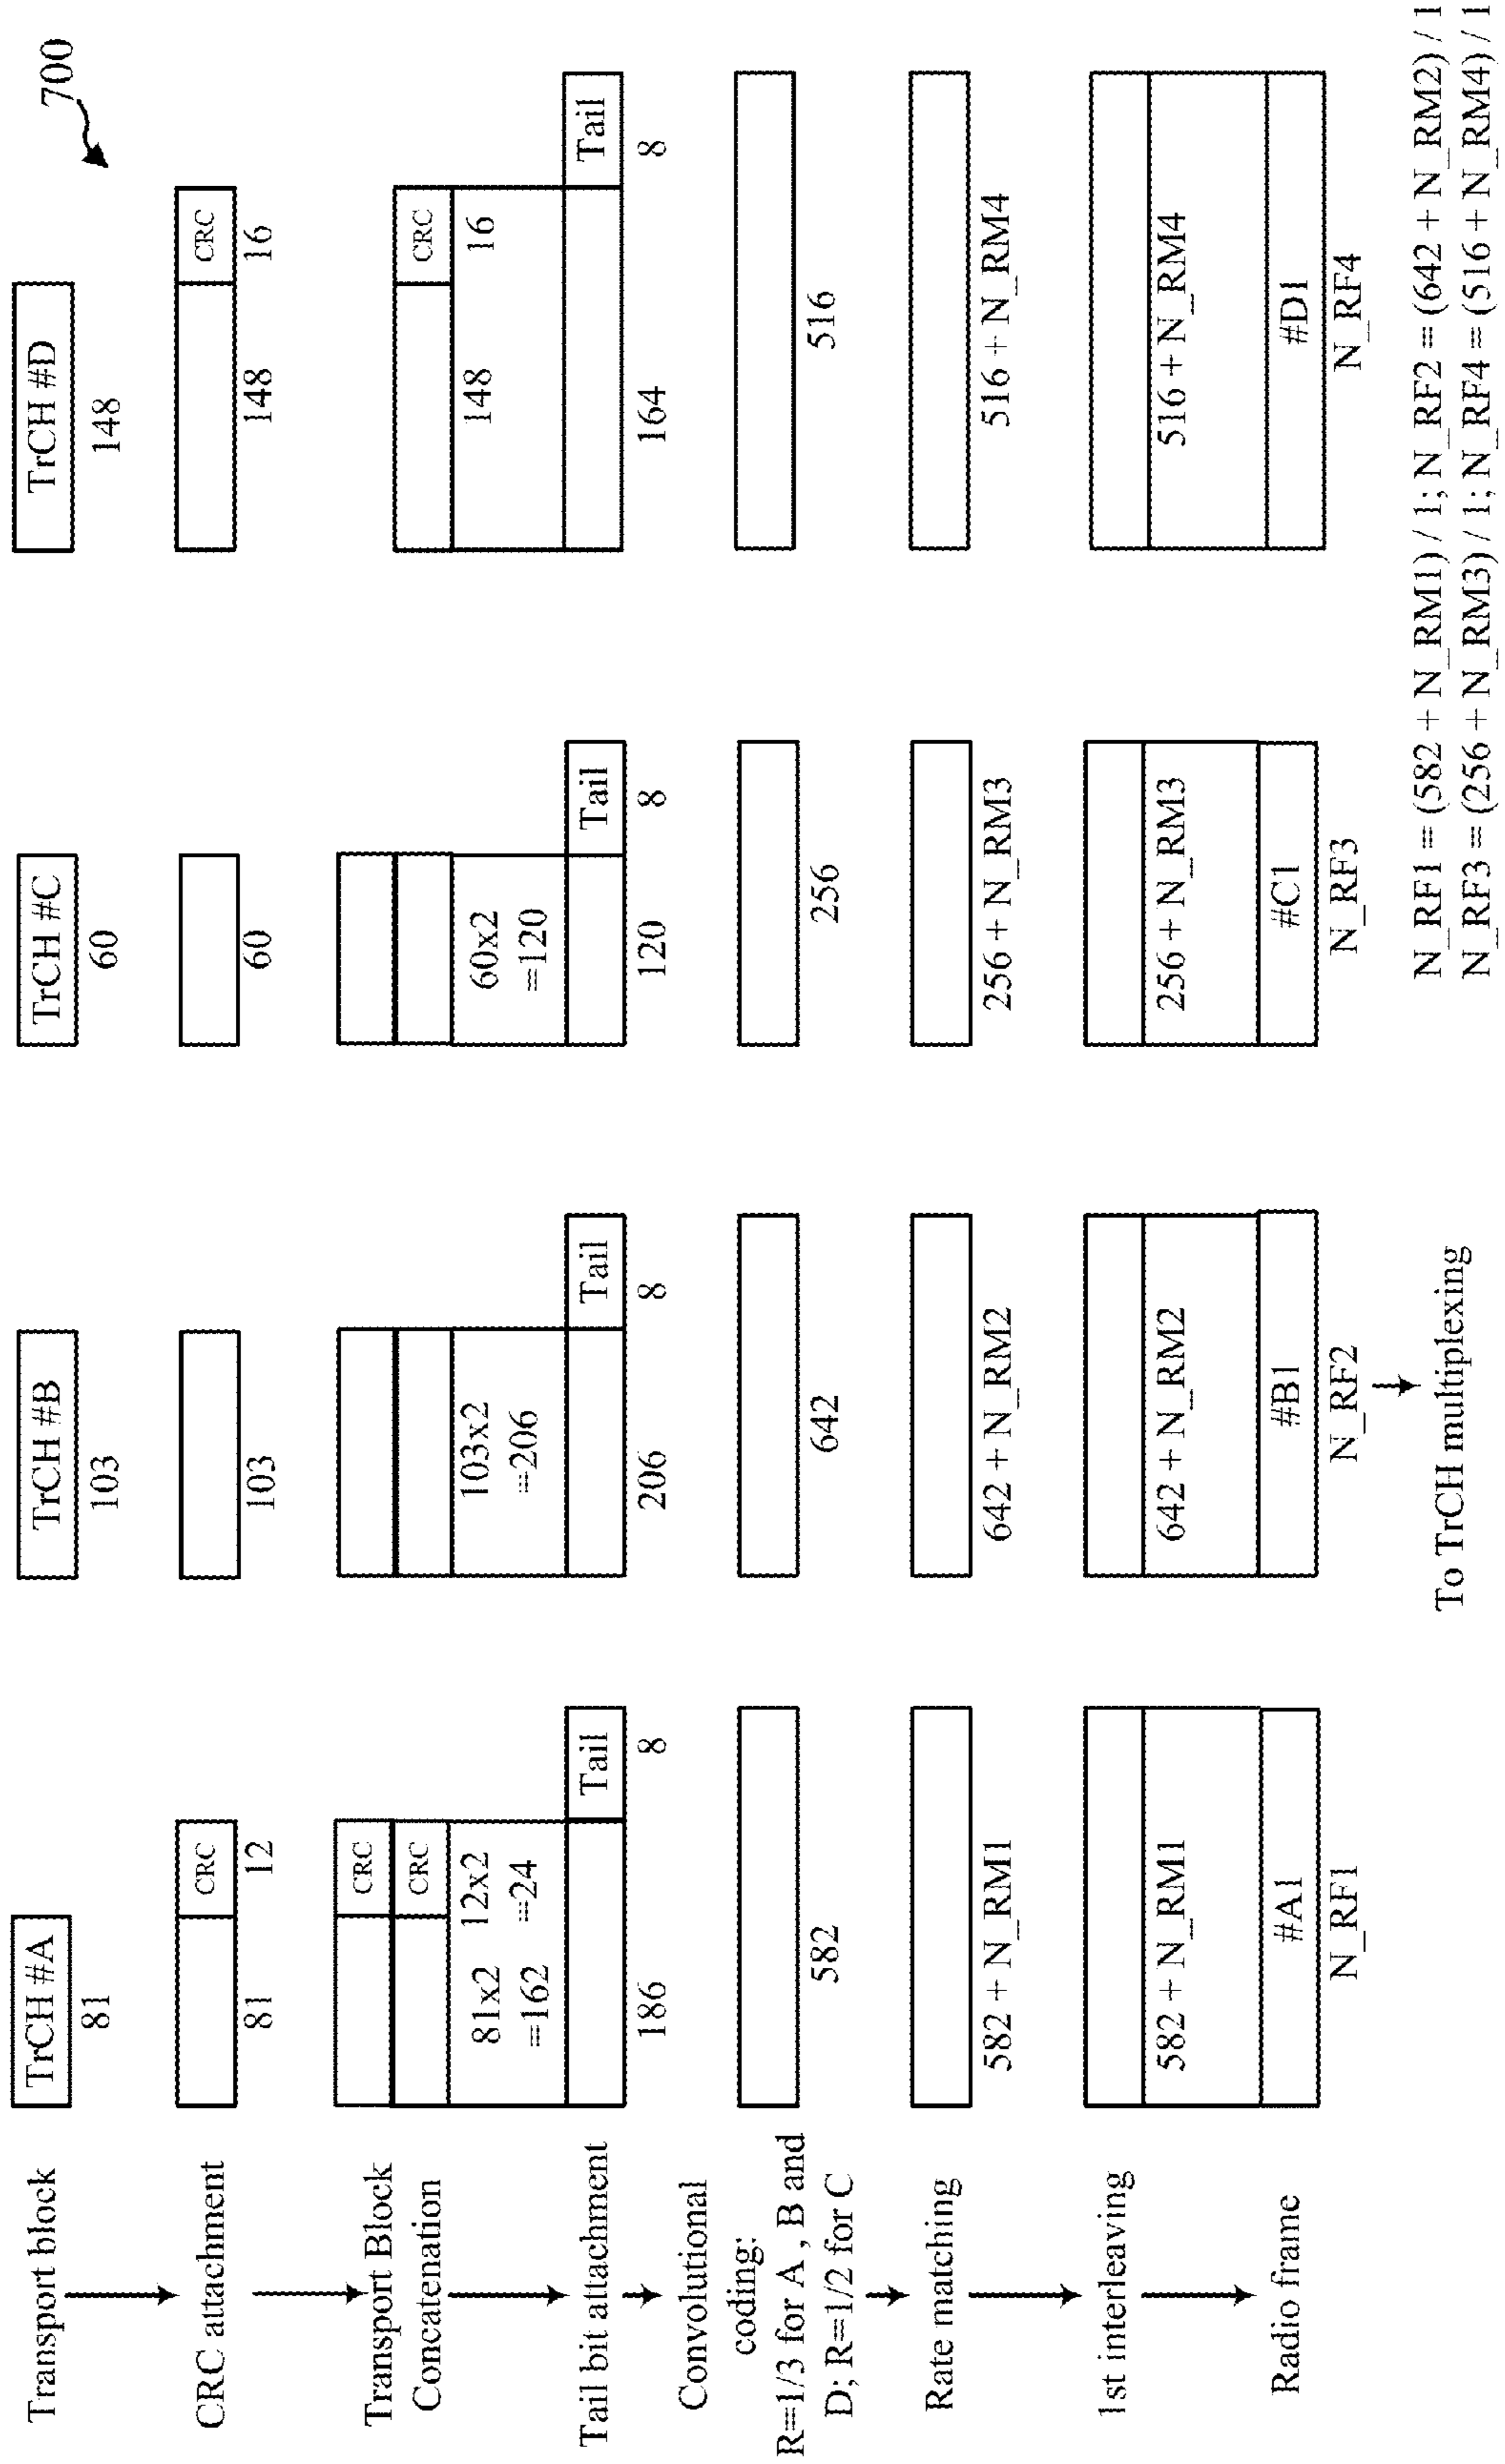 700
Transport block
TrCH #A
81
TrCH #B
103
TrCH #C
60
TrCH #D
148
CRC attachment
CRC
81
12
103
60
CRC
148
16
Transport Block
Concatenation
CRC
CRC
81x2
=162
12x2
=24
103x2
=206
60x2
=120
CRC
148
16
Tail bit attachment
Tail
186
8
Tail
206
8
Tail
120
8
Tail
164
8
Convolutional
coding:
R=1/3 for A , B and
D; R=1/2 for C
582
642
256
516
Rate matching
582 + N_RM1
642 + N_RM2
256 + N_RM3
516 + N_RM4
1st interleaving
582 + N_RM1
642 + N_RM2
256 + N_RM3
516 + N_RM4
Radio frame
#A1
N_RF1
#B1
N_RF2
#C1
N_RF3
#D1
N_RF4
To TrCH multiplexing
N_RF1 = (582 + N_RM1) / 1; N_RF2 = (642 + N_RM2) / 1
N_RF3 = (256 + N_RM3) / 1; N_RF4 = (516 + N_RM4) / 1